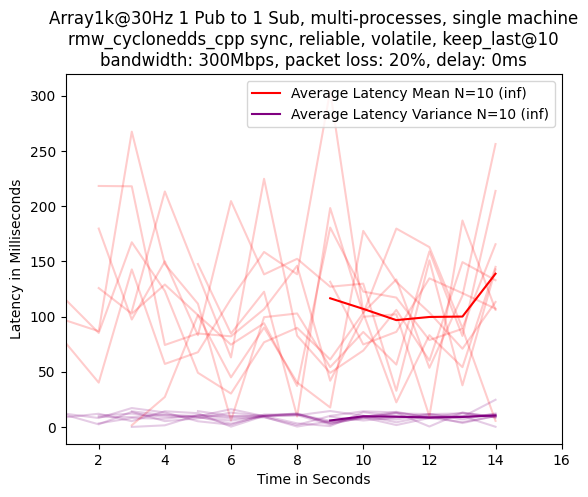 Array1k@30Hz 1 Pub to 1 Sub, multi-processes, single machine
rmw_cyclonedds_cpp sync, reliable, volatile, keep_last@10
bandwidth: 300Mbps, packet loss: 20%, delay: 0ms
Average Latency Mean N=10 (inf)
Average Latency Variance N=10 (inf)
Latency in Milliseconds
300
250
200
150
100
50
0
2 4 6 8 10 12 14 16
Time in Seconds